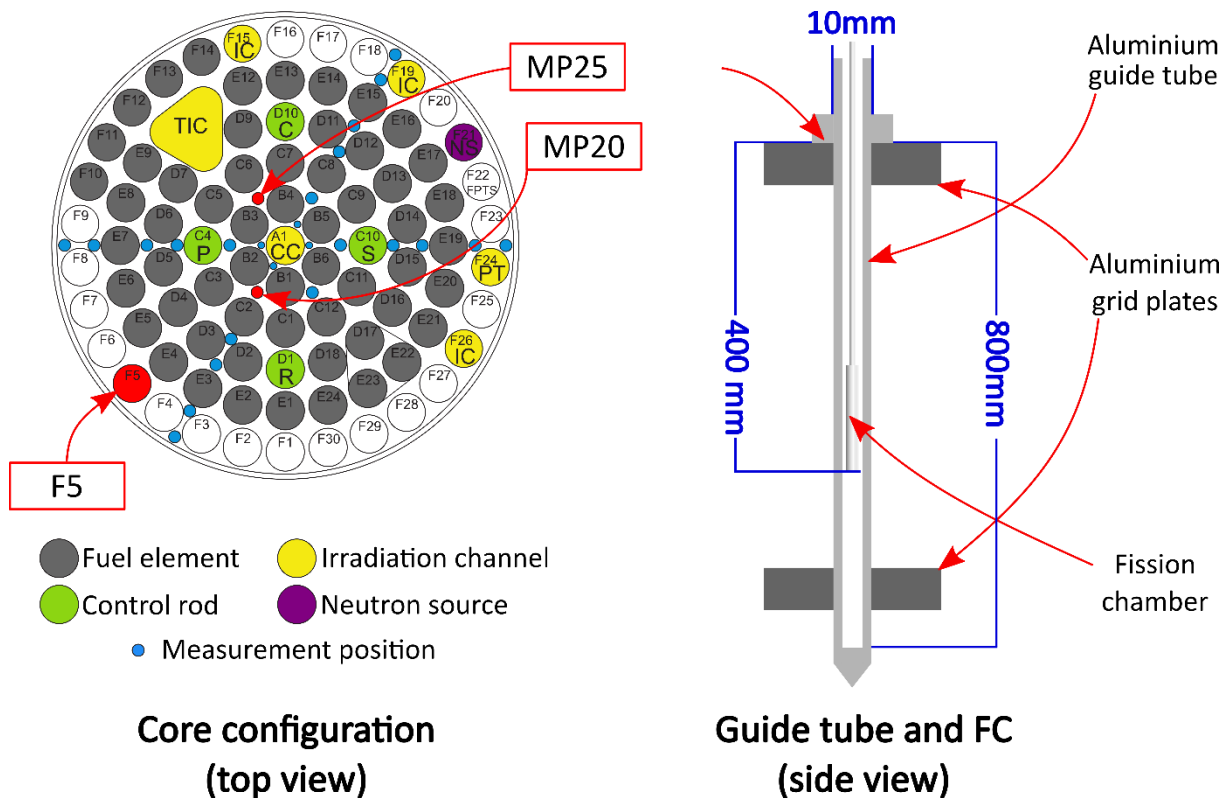 F16
F15
IC
F17
F14
F18
F13
E13
E12
E14
F19
IC
F12
TIC
D10
C
E15
F20
D9
D11
E16
F11
E9
C7
D12
F21
NS
C6
C8
E17
F10
D7
D13
F22
FPTS
E8
C5
B4
C9
E18
F9
D6
B3
B5
D14
F23
E7
C4
P
A1
CC
C10
S
E19
F8
D5
B2
B6
D15
F24
PT
E6
C3
B1
C11
E20
F7
D4
C2
C12
D16
F25
E5
C1
E21
F6
D3
D17
F26
IC
E4
D2
D1
R
D18
E22
F5
E3
E23
F27
F4
E2
E1
E24
F28
F3
F2
F1
F30
F29
MP25
MP20
F5
Fuel element
Irradiation channel
Control rod
Neutron source
Measurement position
Core configuration
(top view)
10mm
Aluminium
guide tube
400 mm
800mm
Aluminium
grid plates
Fission
chamber
Guide tube and FC
(side view)